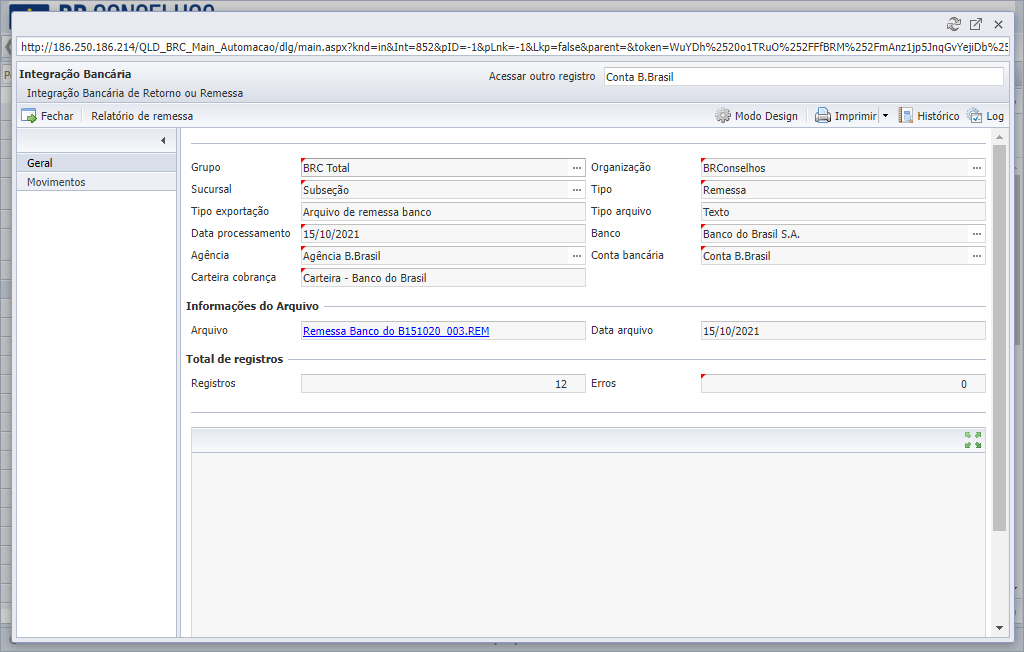 http://186.250.186.214/QLD_BRC_Main_Automacao/dlg/main.aspx?knd=in&Int=852&pID=-1&pLnk=-1&Lkp=false&parent=&token=WuYDh%2520o1TRuO%252FFfBRM%252FmAnz1jp5JnqGvYejiDb%25
Integração Bancária
Acessar outro registro Conta B.Brasil
Integração Bancária de Retorno ou Remessa
Fechar Relatório de remessa Modo Design Imprimir Histórico Log
Geral
Movimentos
Grupo BRC Total ... Organização BRConselhos ...
Sucursal Subseção ... Tipo Remessa
Tipo exportação Arquivo de remessa banco Tipo arquivo Texto
Data processamento 15/10/2021 Banco Banco do Brasil S.A. ...
Agência Agência B.Brasil ... Conta bancária Conta B.Brasil ...
Carteira cobrança Carteira - Banco do Brasil
Informações do Arquivo
Arquivo Remessa Banco do B151020_003.REM Data arquivo 15/10/2021
Total de registros
Registros 12 Erros 0